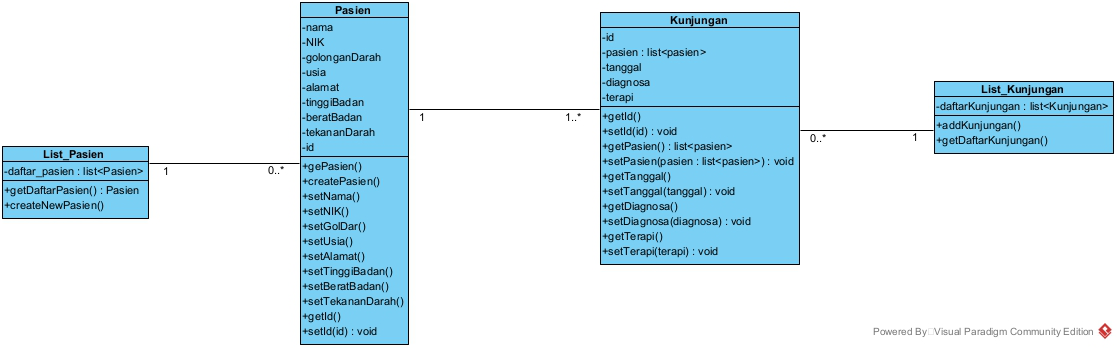 List_Pasien
-daftar_pasien : list<Pasien>
+getDaftarPasien() : Pasien
+createNewPasien()
1
0..*
Pasien
-nama
-NIK
-golonganDarah
-usia
-alamat
-tinggiBadan
-beratBadan
-tekananDarah
-id
+gePasien()
+createPasien()
+setNama()
+setNIK()
+setGolDar()
+setUsia()
+setAlamat()
+setTinggiBadan()
+setBeratBadan()
+setTekananDarah()
+getId()
+setId(id) : void
1
1..*
Kunjungan
-id
-pasien : list<pasien>
-tanggal
-diagnosa
-terapi
+getId()
+setId(id) : void
+getPasien() : list<pasien>
+setPasien(pasien : list<pasien>) : void
+getTanggal()
+setTanggal(tanggal) : void
+getDiagnosa()
+setDiagnosa(diagnosa) : void
+getTerapi()
+setTerapi(terapi) : void
0..*
1
List_Kunjungan
-daftarKunjungan : list<Kunjungan>
+addKunjungan()
+getDaftarKunjungan()
Powered By Visual Paradigm Community Edition